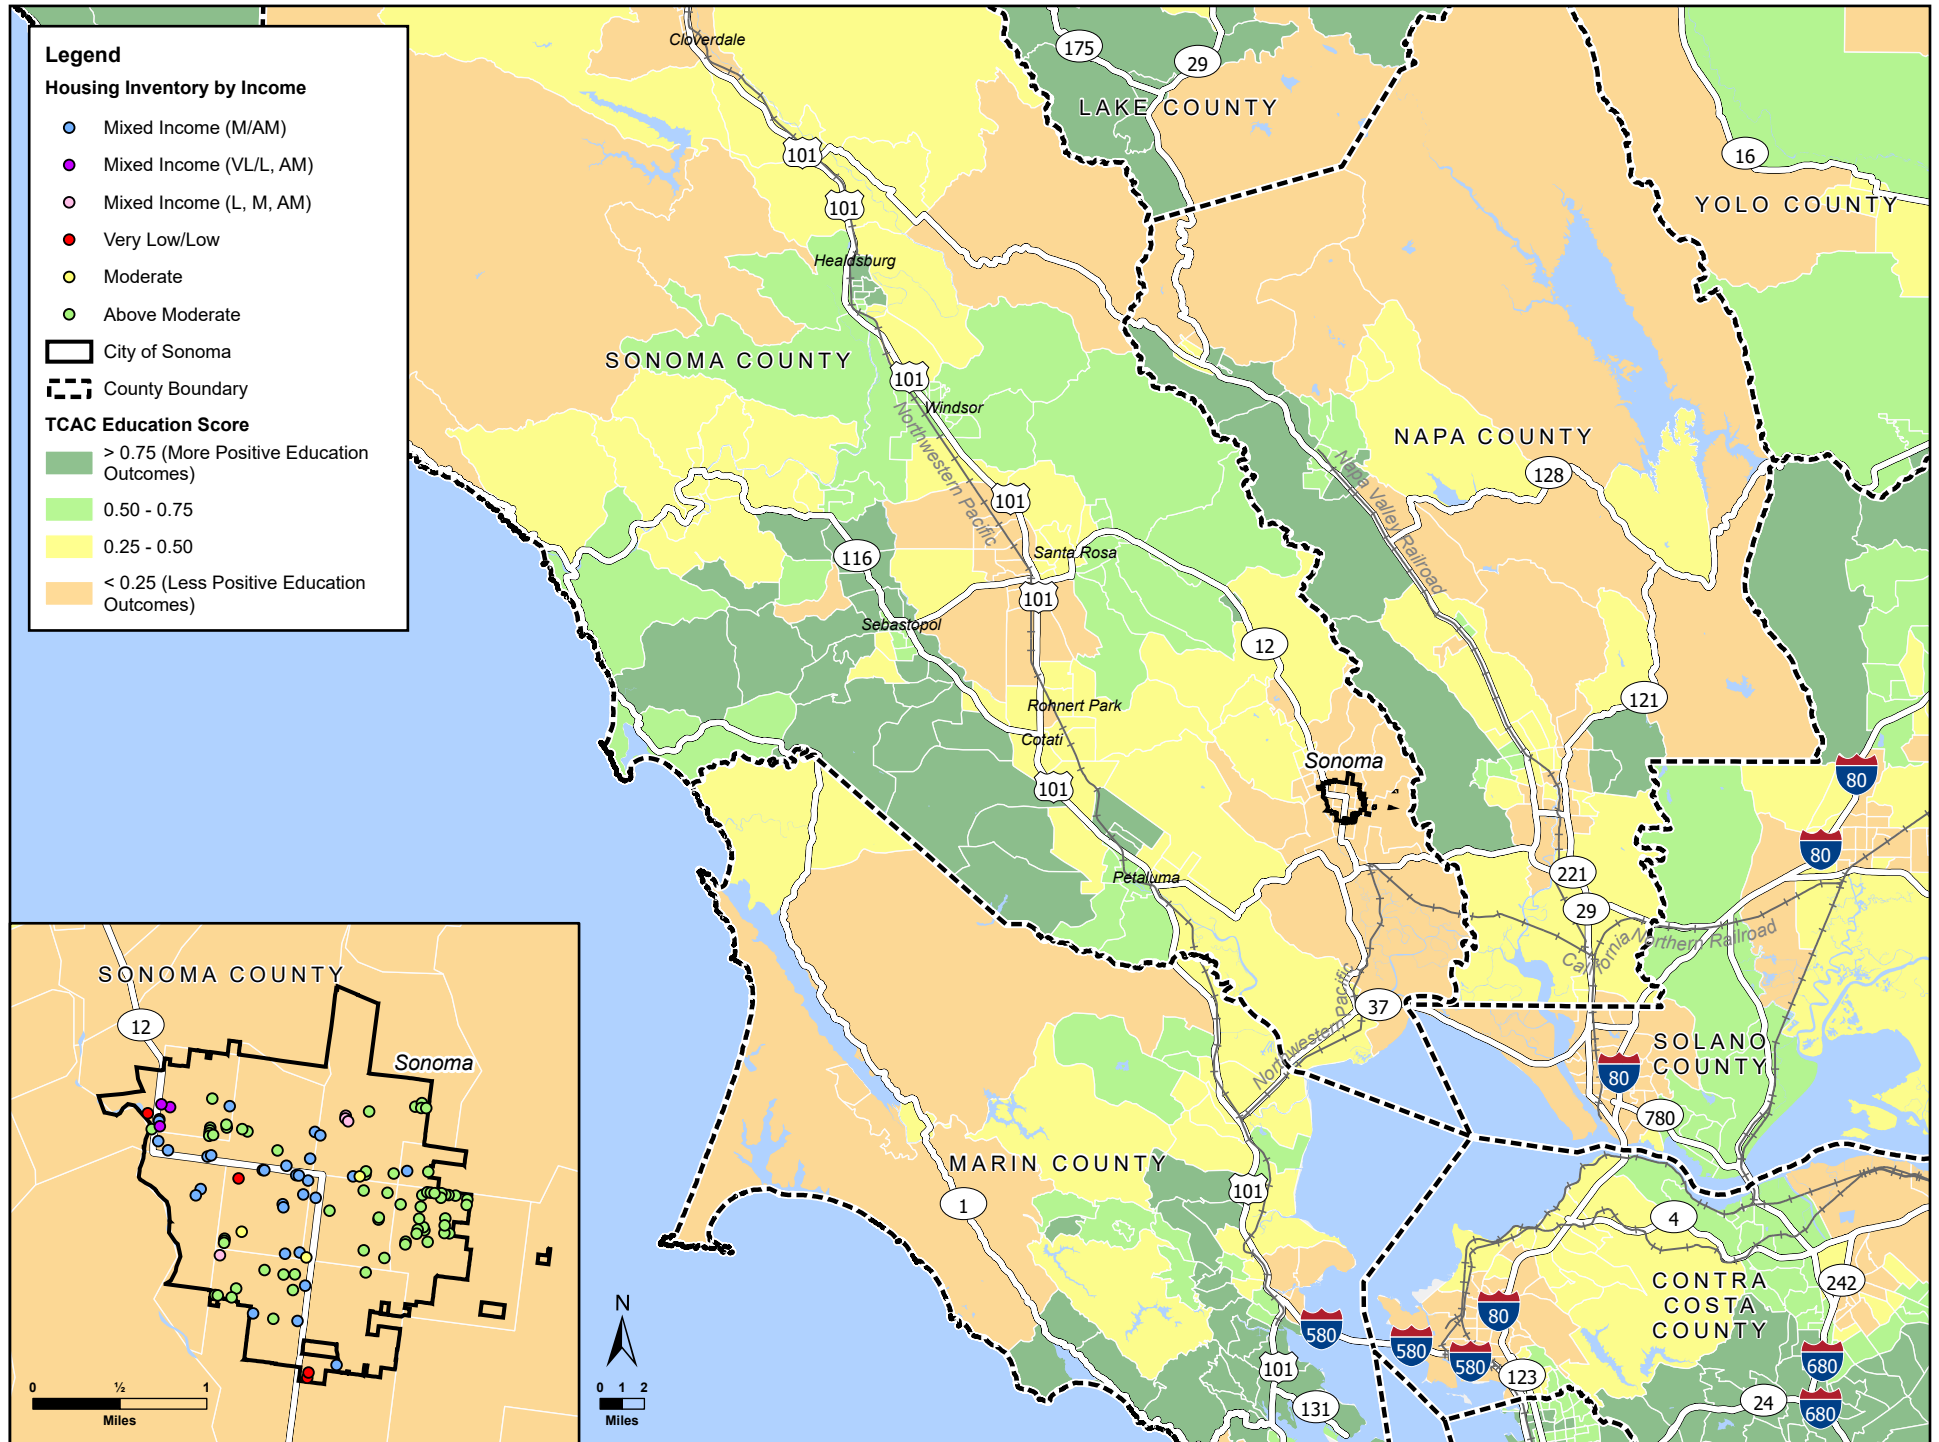 Legend
Housing Inventory by Income
Mixed Income (M/AM)
Mixed Income (VL/L, AM)
Mixed Income (L, M, AM)
Very Low/Low
Moderate
Above Moderate
City of Sonoma
County Boundary
TCAC Education Score
> 0.75 (More Positive Education
Outcomes)
0.50 - 0.75
0.25 - 0.50
< 0.25 (Less Positive Education
Outcomes)
Cloverdale
175
29
LAKE COUNTY
101
16
101
YOLO COUNTY
Healdsburg
SONOMA COUNTY
101
Windsor
Northwestern Pacific
NAPA COUNTY
Napa Valley Railroad
128
101
Santa Rosa
116
101
Sebastopol
12
121
Rohnert Park
Cotati
Sonoma
101
80
80
Petaluma
221
29
California Northern Railroad
Northwestern Pacific
37
SOLANO
COUNTY
80
780
MARIN COUNTY
101
1
4
CONTRA
COSTA
COUNTY
242
80
580
580
580
680
101
123
131
24
680
SONOMA COUNTY
12
Sonoma
0
½
1
Miles
N
0 1 2
Miles